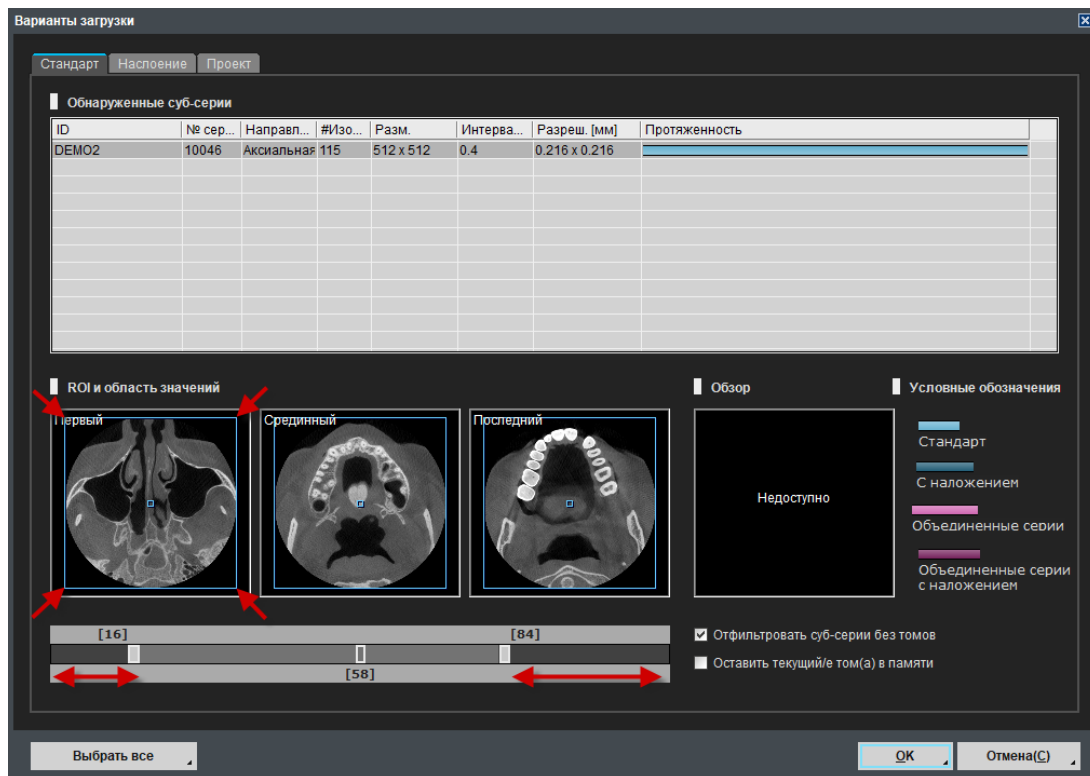 Варианты загрузки
Стандарт Наслоение Проект
Обнаруженные суб-серии
ID № сер... Направл... #Изо... Разм. Интерва... Разреш. [мм] Протяженность
DEMO2 10046 Аксиальная 115 512 x 512 0.4 0.216 x 0.216
ROI и область значений Обзор Условные обозначения
Первый Срединный Последний
Стандарт
С наложением
Недоступно
Объединенные серии
Объединенные серии
с наложением
[16] [84]
[58]
Отфильтровать суб-серии без томов
Оставить текущий/е том(а) в памяти
Выбрать все OK Отмена(C)